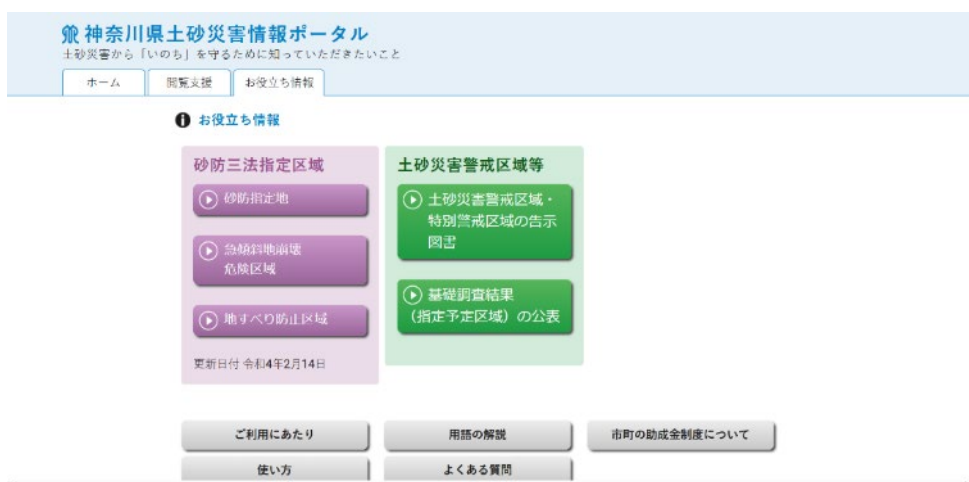 神奈川県土砂災害情報ポータル
土砂災害から「いのち」を守るために知っていただきたいこと
ホーム
閲覧支援
お役立ち情報
お役立ち情報
砂防三法指定区域
砂防指定地
急傾斜地崩壊
危険区域
地すべり防止区域
更新日付 令和4年2月14日
土砂災害警戒区域等
土砂災害警戒区域・
特別警戒区域の告示
図書
基礎調査結果
（指定予定区域）の公表
ご利用にあたり
用語の解説
市町の助成金制度について
使い方
よくある質問